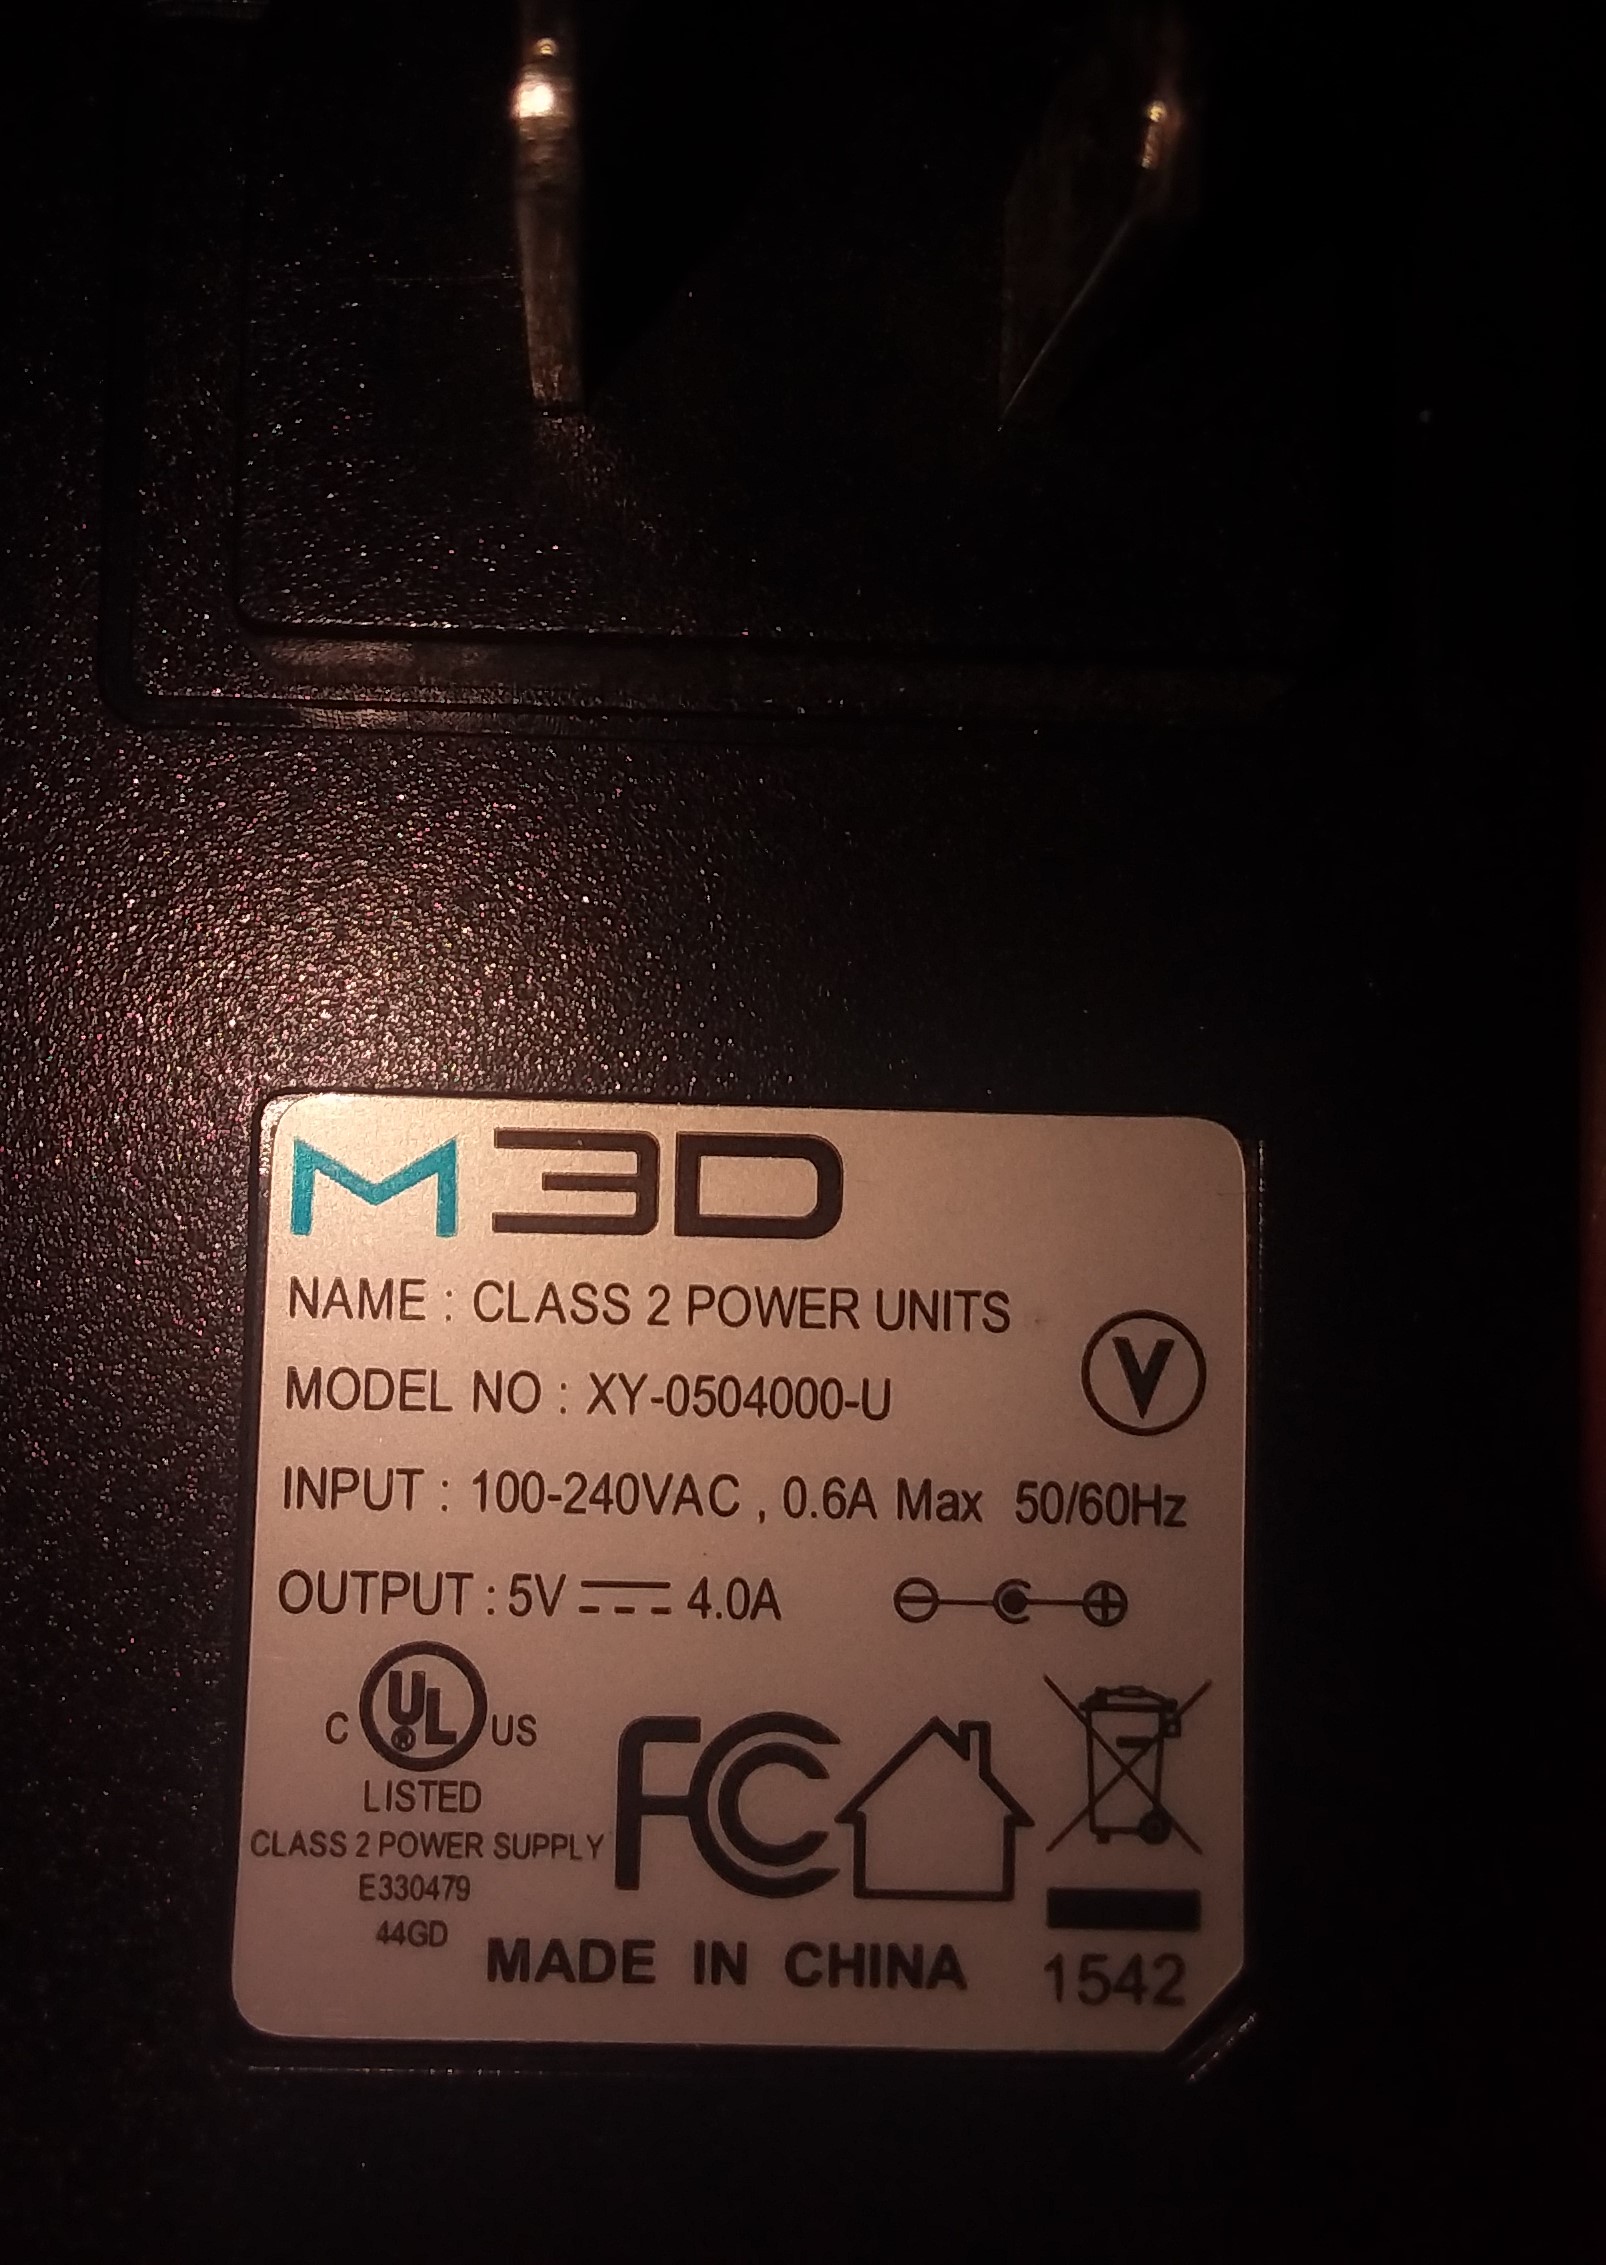 M3D
NAME : CLASS 2 POWER UNITS
V
MODEL NO : XY-0504000-U
INPUT : 100-240VAC , 0.6A Max 50/60Hz
OUTPUT : 5V ⎓ 4.0A
C UL ® US
LISTED
CLASS 2 POWER SUPPLY
E330479
44GD
FC
MADE IN CHINA
1542